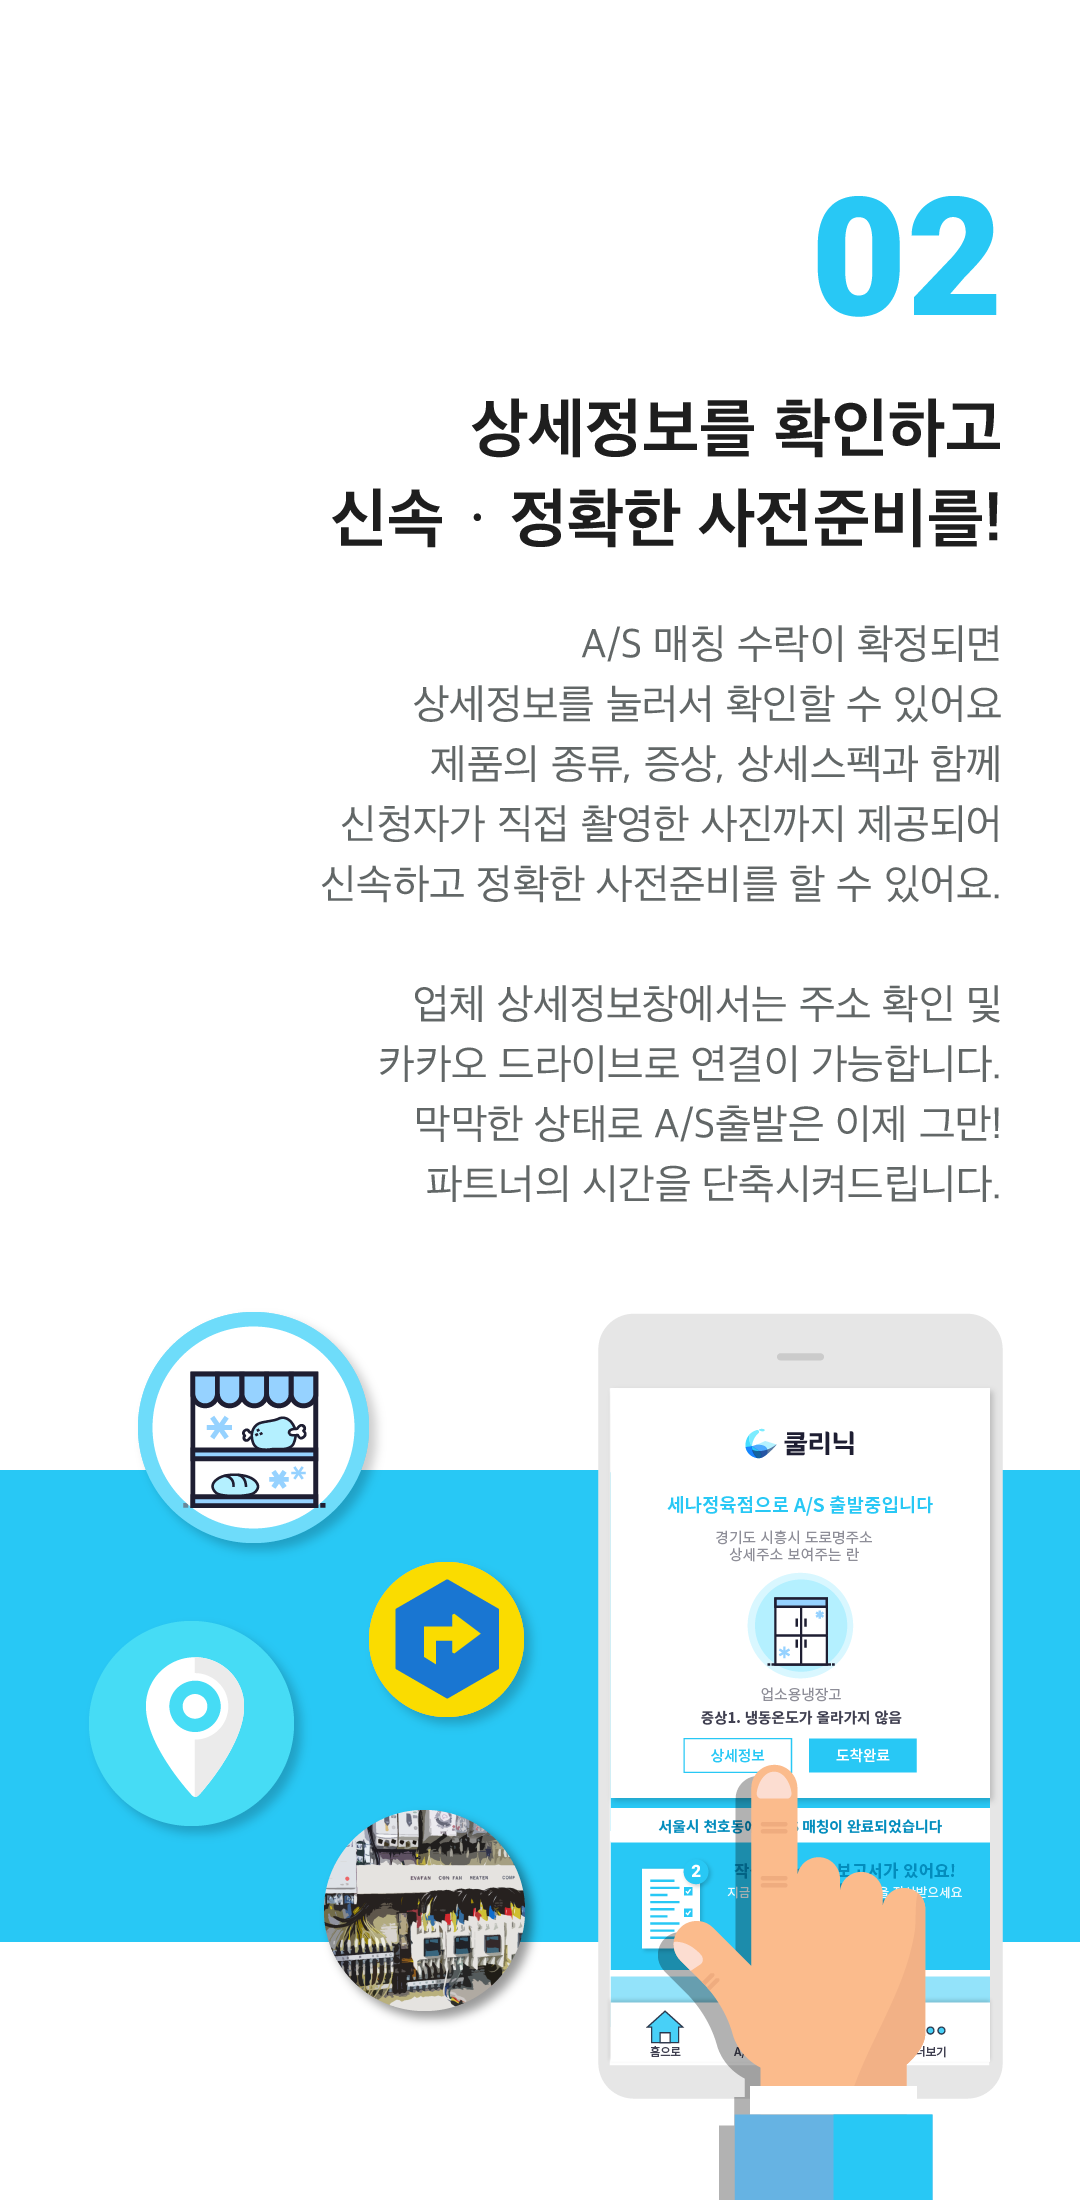 02
상세정보를 확인하고
신속 · 정확한 사전준비를!
A/S 매칭 수락이 확정되면
상세정보를 눌러서 확인할 수 있어요
제품의 종류, 증상, 상세스펙과 함께
신청자가 직접 촬영한 사진까지 제공되어
신속하고 정확한 사전준비를 할 수 있어요.
업체 상세정보창에서는 주소 확인 및
카카오 드라이브로 연결이 가능합니다.
막막한 상태로 A/S출발은 이제 그만!
파트너의 시간을 단축시켜드립니다.
쿨리닉
세나정육점으로 A/S 출발중입니다
경기도 시흥시 도로명주소
상세주소 보여주는 란
업소용냉장고
증상1. 냉동온도가 올라가지 않음
상세정보
도착완료
서울시 매칭이 완료되었습니다
2
있어요!
지금
홈으로
EVAFAN CON FAN HEATER COMP